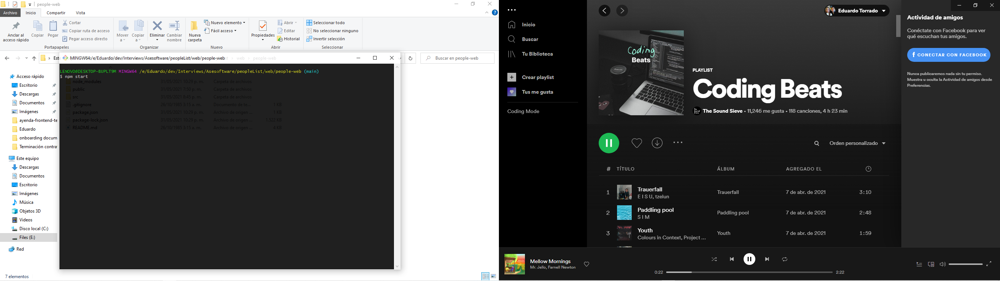 people-web
Archivo Inicio Compartir Vista
Anclar al acceso rápido
Copiar
Pegar
Cortar
Copiar ruta de acceso
Pegar acceso directo
Portapapeles
Mover a
Copiar a
Eliminar
Cambiar nombre
Organizar
Nueva carpeta
Nuevo elemento
Fácil acceso
Nuevo
Propiedades
Abrir
Editar
Historial
Abrir
Seleccionar todo
No seleccionar ninguno
Invertir selección
Seleccionar
Buscar en people-web
Acceso rápido
Escritorio
Descargas
Documentos
Imágenes
ayenda-frontend-te
Eduardo
onboarding docum
Terminación contra
Este equipo
Descargas
Documentos
Escritorio
Imágenes
Música
Objetos 3D
Videos
Disco local (C:)
Files (E:)
Red
7 elementos
MINGW64:/e/Eduardo/dev/Interviews/Asesoftware/peopleList/web/people-web
LENOVO@DESKTOP-BUPLT9M MINGW64 /e/Eduardo/dev/Interviews/Asesoftware/peopleList/web/people-web (main)
$ npm start
node_modules 31/05/2021 10:29 p. m. Carpeta de archivos
public 31/05/2021 7:50 p. m. Carpeta de archivos
src 31/05/2021 8:45 p. m. Carpeta de archivos
.gitignore 26/10/1985 3:15 a. m. Documento de te... 1 KB
package.json 31/05/2021 10:29 p. m. Archivo de origen ... 1 KB
package-lock.json 31/05/2021 10:29 p. m. Archivo de origen ... 1.522 KB
README.md 26/10/1985 3:15 a. m. Archivo de origen ... 4 KB
Inicio
Buscar
Tu Biblioteca
Crear playlist
Tus me gusta
Coding Mode
Eduardo Torrado
Coding
Beats
PLAYLIST
Coding Beats
The Sound Sieve • 11,246 me gusta • 118 canciones, 4 h 23 min
Orden personalizado
# TÍTULO ÁLBUM AGREGADO EL
1 Trauerfall Trauerfall 7 de abr. de 2021 3:10
E I S U, tzelun
2 Paddling pool Paddling pool 7 de abr. de 2021 2:48
S I M
3 Youth Youth 7 de abr. de 2021 1:59
Colours in Context, Project ...
Actividad de amigos
Conéctate con Facebook para ver
qué escuchan tus amigos.
CONECTAR CON FACEBOOK
Nunca publicaremos nada sin tu permiso.
Muestra u oculta la Actividad de amigos desde
Preferencias.
Mellow Mornings
Mr. Jello, Farnell Newton
0:22 2:22